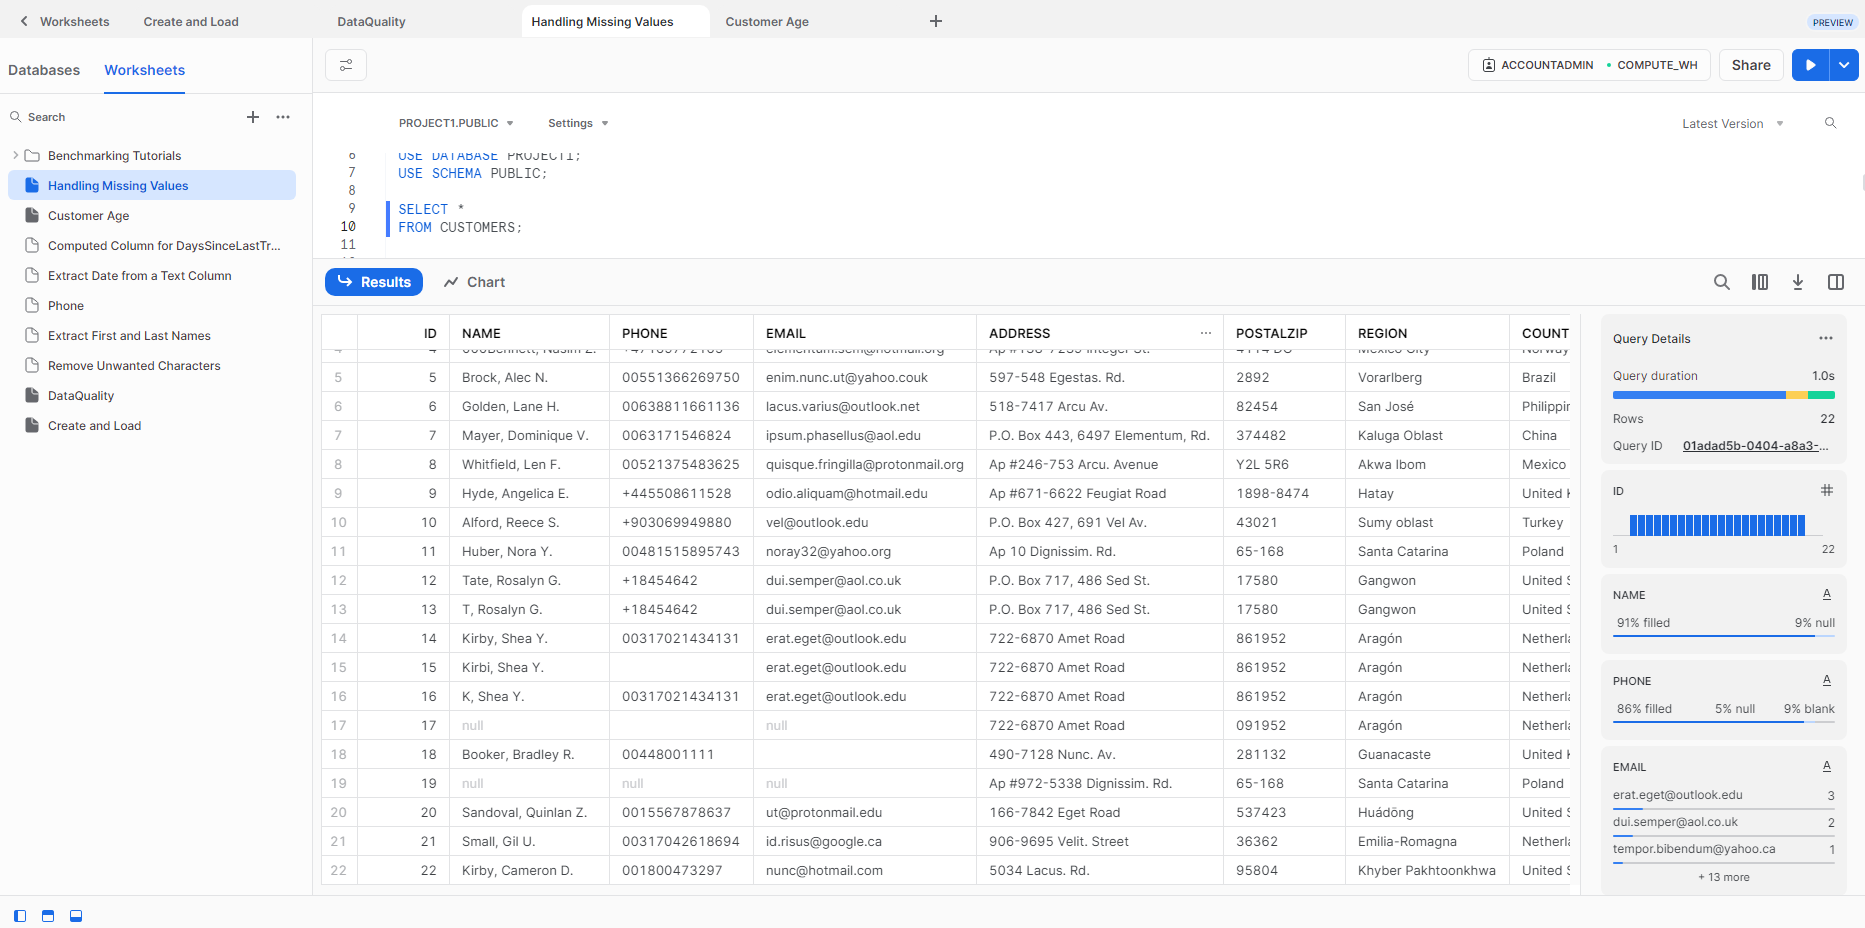 Worksheets Create and Load DataQuality Handling Missing Values Customer Age +
PREVIEW
Databases Worksheets
ACCOUNTADMIN • COMPUTE_WH Share
Search
PROJECT1.PUBLIC Settings
Latest Version
Benchmarking Tutorials
Handling Missing Values
Customer Age
Computed Column for DaysSinceLastTr...
Extract Date from a Text Column
Phone
Extract First and Last Names
Remove Unwanted Characters
DataQuality
Create and Load
6 USE DATABASE PROJECT1;
7 USE SCHEMA PUBLIC;
8
9 SELECT *
10 FROM CUSTOMERS;
11
Results Chart
ID NAME PHONE EMAIL ADDRESS ... POSTALZIP REGION COUNT
5 5 Brock, Alec N. 00551366269750 enim.nunc.ut@yahoo.couk 597-548 Egestas. Rd. 2892 Vorarlberg Brazil
6 6 Golden, Lane H. 00638811661136 lacus.varius@outlook.net 518-7417 Arcu Av. 82454 San José Philippin
7 7 Mayer, Dominique V. 0063171546824 ipsum.phasellus@aol.edu P.O. Box 443, 6497 Elementum, Rd. 374482 Kaluga Oblast China
8 8 Whitfield, Len F. 00521375483625 quisque.fringilla@protonmail.org Ap #246-753 Arcu. Avenue Y2L 5R6 Akwa Ibom Mexico
9 9 Hyde, Angelica E. +445508611528 odio.aliquam@hotmail.edu Ap #671-6622 Feugiat Road 1898-8474 Hatay United K
10 10 Alford, Reece S. +903069949880 vel@outlook.edu P.O. Box 427, 691 Vel Av. 43021 Sumy oblast Turkey
11 11 Huber, Nora Y. 00481515895743 noray32@yahoo.org Ap 10 Dignissim. Rd. 65-168 Santa Catarina Poland
12 12 Tate, Rosalyn G. +18454642 dui.semper@aol.co.uk P.O. Box 717, 486 Sed St. 17580 Gangwon United S
13 13 T, Rosalyn G. +18454642 dui.semper@aol.co.uk P.O. Box 717, 486 Sed St. 17580 Gangwon United S
14 14 Kirby, Shea Y. 00317021434131 erat.eget@outlook.edu 722-6870 Amet Road 861952 Aragón Netherla
15 15 Kirbi, Shea Y. erat.eget@outlook.edu 722-6870 Amet Road 861952 Aragón Netherla
16 16 K, Shea Y. 00317021434131 erat.eget@outlook.edu 722-6870 Amet Road 861952 Aragón Netherla
17 17 null null 722-6870 Amet Road 091952 Aragón Netherla
18 18 Booker, Bradley R. 00448001111 490-7128 Nunc. Av. 281132 Guanacaste United K
19 19 null null null Ap #972-5338 Dignissim. Rd. 65-168 Santa Catarina Poland
20 20 Sandoval, Quinlan Z. 0015567878637 ut@protonmail.edu 166-7842 Eget Road 537423 Huádōng United S
21 21 Small, Gil U. 00317042618694 id.risus@google.ca 906-9695 Velit. Street 36362 Emilia-Romagna Netherla
22 22 Kirby, Cameron D. 001800473297 nunc@hotmail.com 5034 Lacus. Rd. 95804 Khyber Pakhtoonkhwa United S
Query Details ...
Query duration 1.0s
Rows 22
Query ID 01adad5b-0404-a8a3-...
ID #
1 22
NAME A
91% filled 9% null
PHONE A
86% filled 5% null 9% blank
EMAIL A
erat.eget@outlook.edu 3
dui.semper@aol.co.uk 2
tempor.bibendum@yahoo.ca 1
+ 13 more